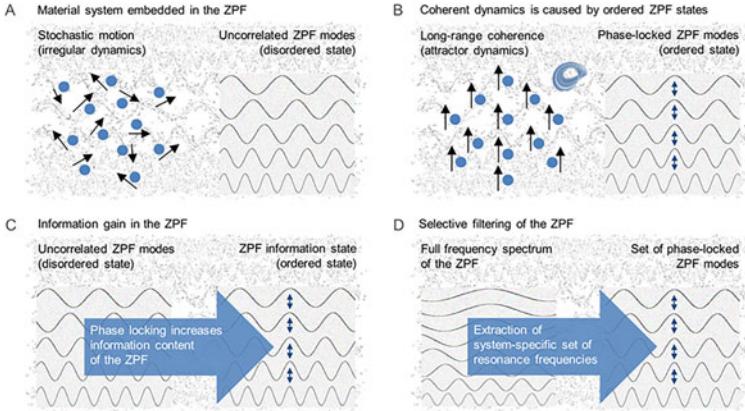 A Material system embedded in the ZPF
Stochastic motion
(irregular dynamics)
Uncorrelated ZPF modes
(disordered state)
B Coherent dynamics is caused by ordered ZPF states
Long-range coherence
(attractor dynamics)
Phase-locked ZPF modes
(ordered state)
C Information gain in the ZPF
Uncorrelated ZPF modes
(disordered state)
ZPF information state
(ordered state)
Phase locking increases
information content
of the ZPF
D Selective filtering of the ZPF
Full frequency spectrum
of the ZPF
Set of phase-locked
ZPF modes
Extraction of
system-specific set of
resonance frequencies